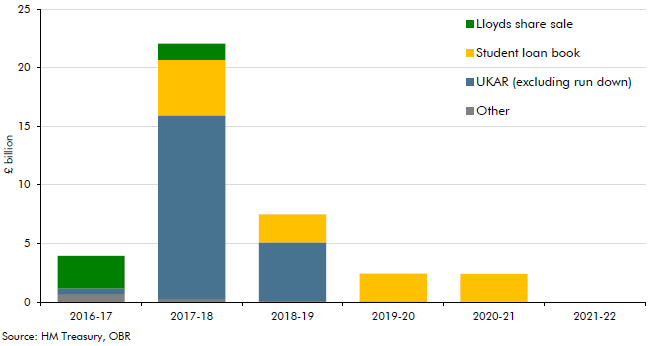 25
20
15
10
5
0
£ billion
Lloyds share sale
Student loan book
UKAR (excluding run down)
Other
2016-17 2017-18 2018-19 2019-20 2020-21 2021-22
Source: HM Treasury, OBR